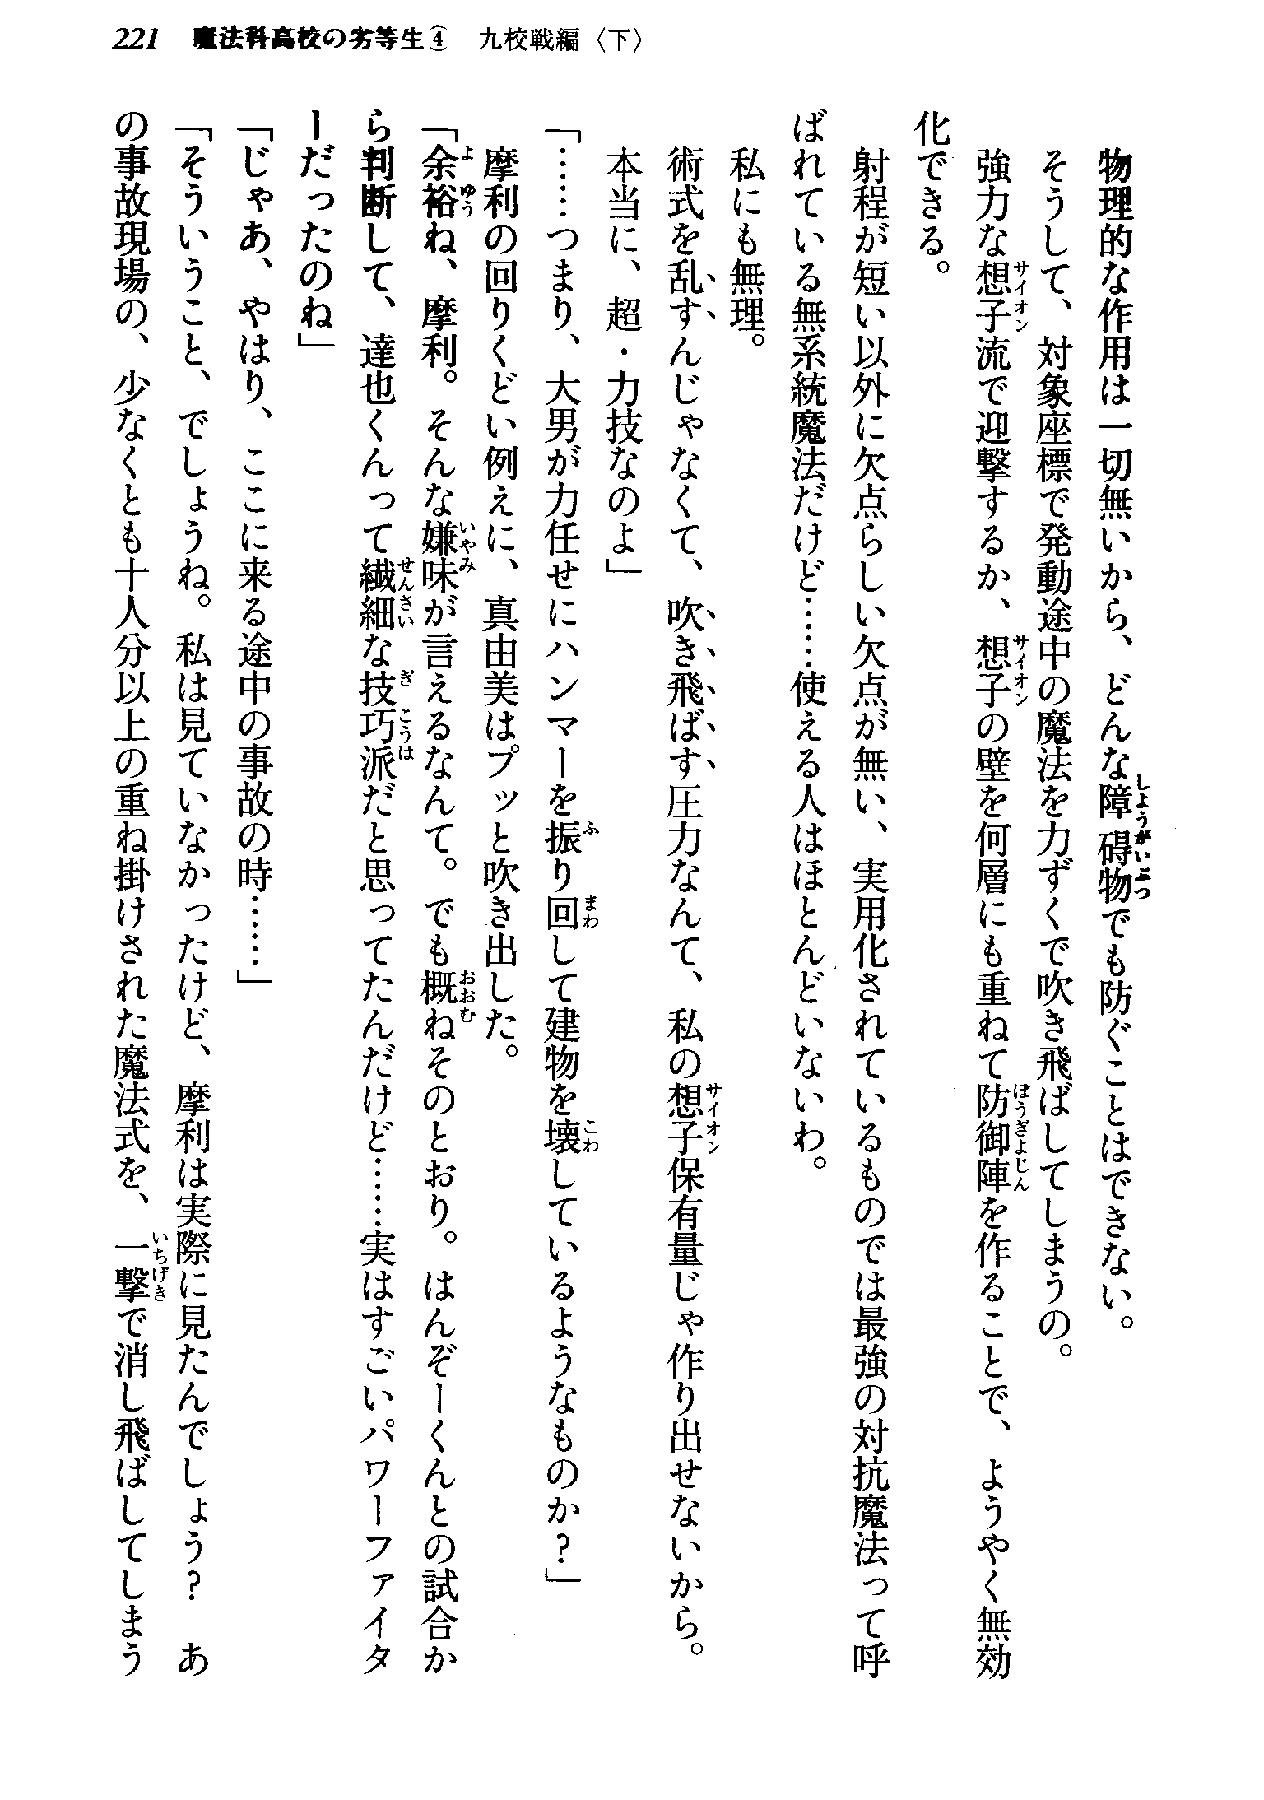 221　魔法科高校の劣等生④　九校戦編〈下〉
物理的な作用は一切無いから、どんな障碍物でも防ぐことはできない。
そうして、対象座標で発動途中の魔法を力ずくで吹き飛ばしてしまうの。
強力な想子流で迎撃するか、想子の壁を何層にも重ねて防御陣を作ることで、ようやく無効
化できる。
射程が短い以外に欠点らしい欠点が無い、実用化されているものでは最強の対抗魔法って呼
ばれている無系統魔法だけど……使える人はほとんどいないわ。
私にも無理。
術式を乱すんじゃなくて、吹き飛ばす圧力なんて、私の想子保有量じゃ作り出せないから。
本当に、超・力技なのよ」
「……つまり、大男が力任せにハンマーを振り回して建物を壊しているようなものか？」
摩利の回りくどい例えに、真由美はプッと吹き出した。
「余裕ね、摩利。そんな嫌味が言えるなんて。でも概ねそのとおり。はんぞーくんとの試合か
ら判断して、達也くんって繊細な技巧派だと思ってたんだけど……実はすごいパワーファイタ
ーだったのね」
「じゃあ、やはり、ここに来る途中の事故の時……」
「そういうこと、でしょうね。私は見ていなかったけど、摩利は実際に見たんでしょう？　あ
の事故現場の、少なくとも十人分以上の重ね掛けされた魔法式を、一撃で消し飛ばしてしまう